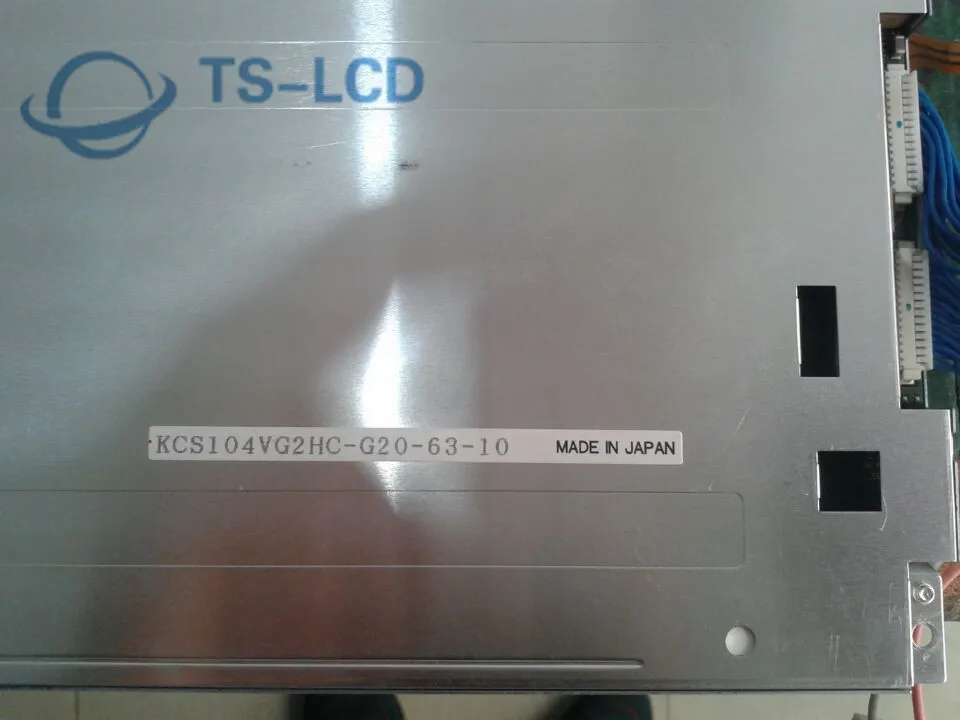 TS-LCD
KCS104VG2HC-G20-63-10 MADE IN JAPAN